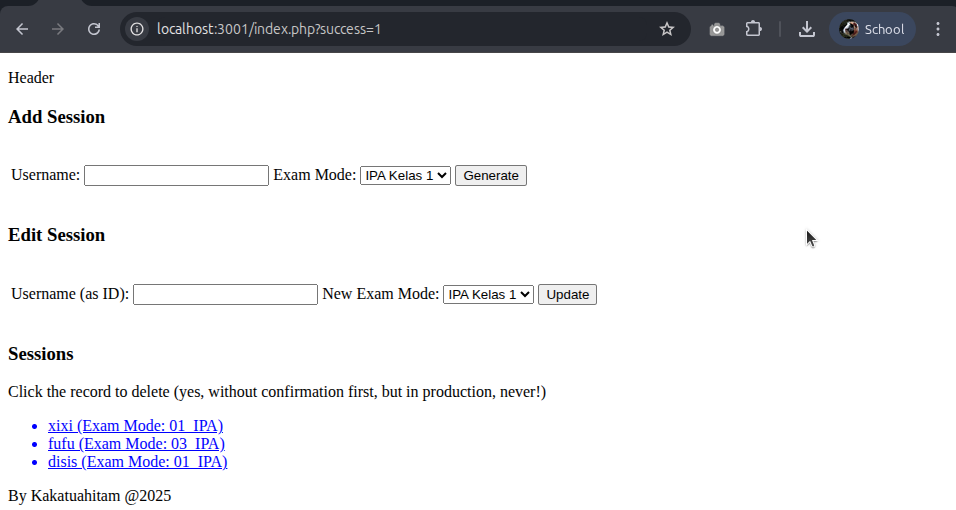 localhost:3001/index.php?success=1
School
Header
Add Session
Username: Exam Mode: IPA Kelas 1 Generate
Edit Session
Username (as ID): New Exam Mode: IPA Kelas 1 Update
Sessions
Click the record to delete (yes, without confirmation first, but in production, never!)
xixi (Exam Mode: 01_IPA)
fufu (Exam Mode: 03_IPA)
disis (Exam Mode: 01_IPA)
By Kakatuahitam @2025